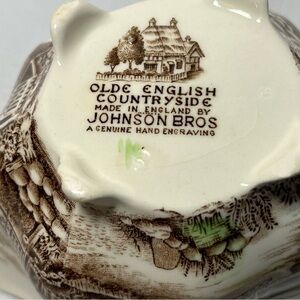 OLDE ENGLISH
COUNTRYSIDE
MADE IN ENGLAND BY
JOHNSON BROS
A GENUINE HAND ENGRAVING